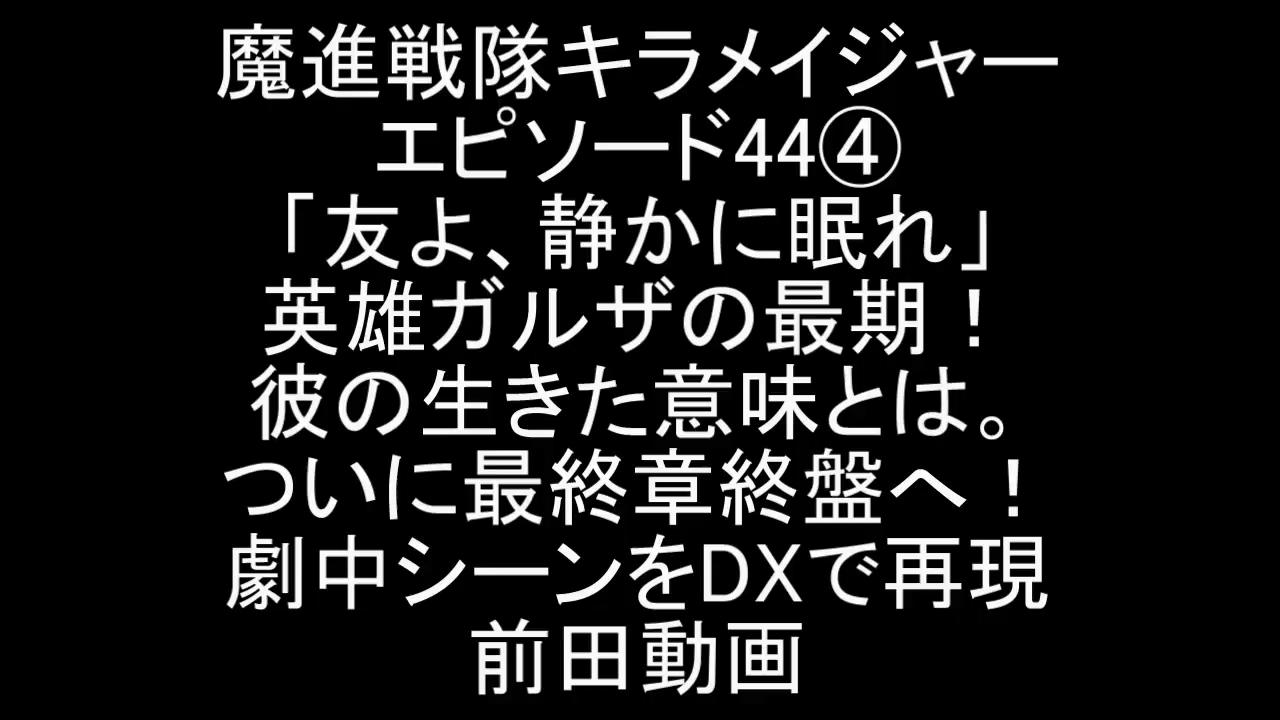 魔進戦隊キラメイジャー
エピソード44④
「友よ、静かに眠れ」
英雄ガルザの最期！
彼の生きた意味とは。
ついに最終章終盤へ！
劇中シーンをDXで再現
前田動画